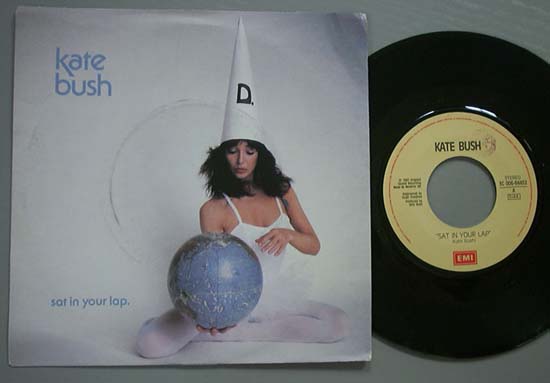 kate
bush
D.
sat in your lap.
KATE BUSH
STEREO
A
"SAT IN YOUR LAP"
Kate Bush
EMI